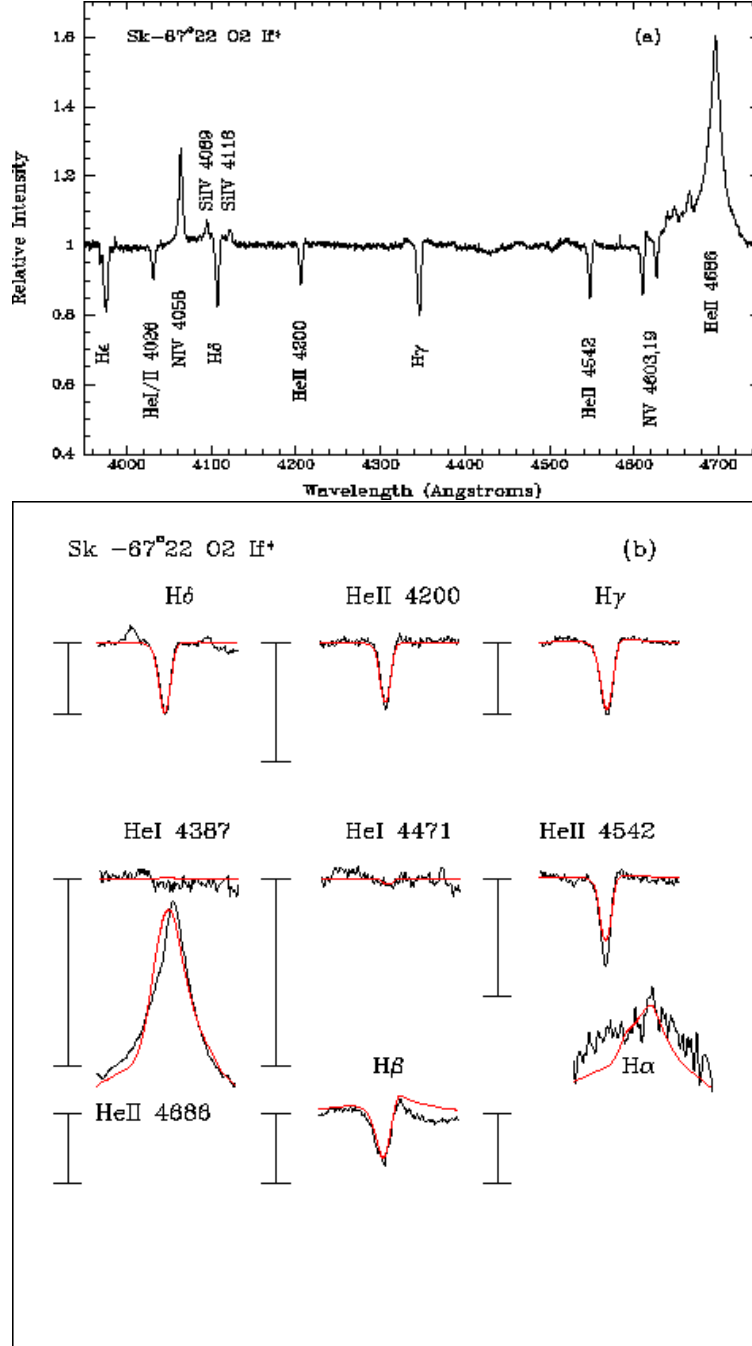 Sk-67°22 O2 If* (a)
1.6
1.4
1.2
1
0.8
0.6
0.4
Relative Intensity
Hε
HeI/II 4026
NIV 4058
SiIV 4089
SiIV 4116
Hδ
HeII 4200
Hγ
HeII 4542
NV 4603,19
HeII 4686
4000 4100 4200 4300 4400 4500 4600 4700
Wavelength (Angstroms)
Sk -67°22 O2 If* (b)
Hδ HeII 4200 Hγ
HeI 4387 HeI 4471 HeII 4542
HeII 4686 Hβ Hα